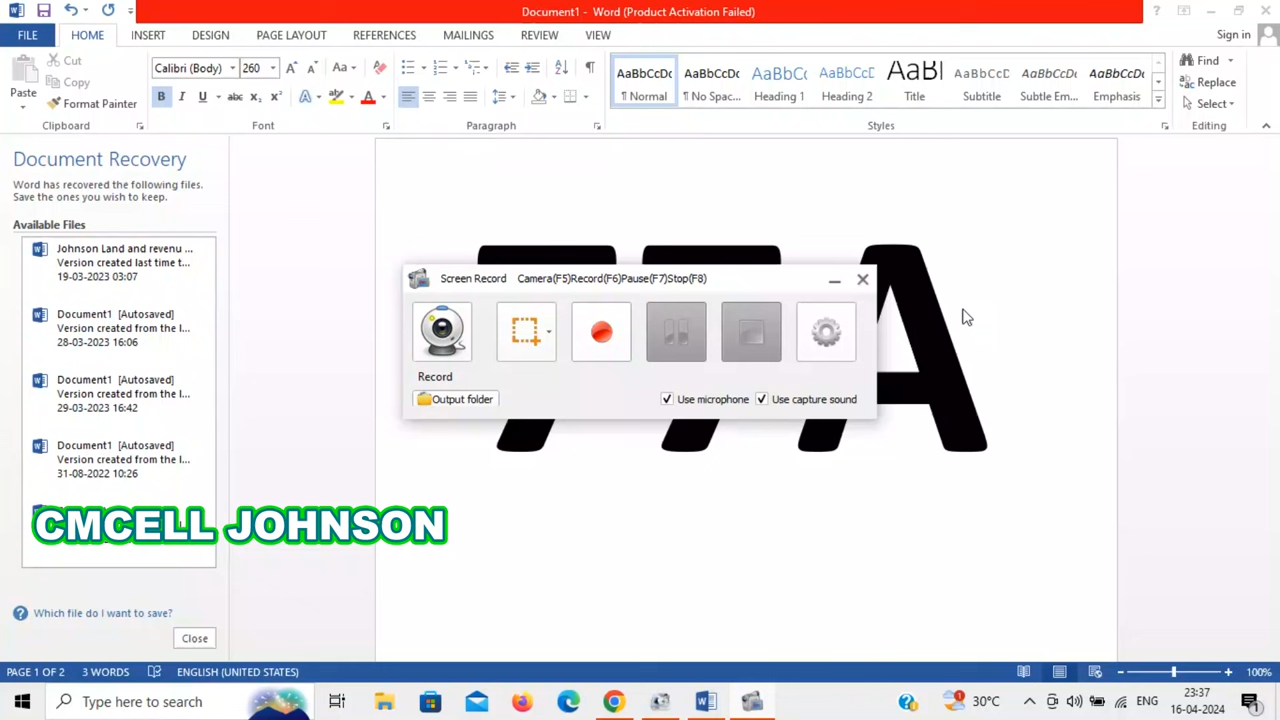 Document1 - Word (Product Activation Failed)
FILE
HOME
INSERT
DESIGN
PAGE LAYOUT
REFERENCES
MAILINGS
REVIEW
VIEW
Sign in
Paste
Cut
Copy
Format Painter
Clipboard
Calibri (Body)
260
Aa
B I U abc x₂ x² A A
Font
Paragraph
AaBbCcDc
¶ Normal
AaBbCcDc
¶ No Spac...
AaBbCc
Heading 1
AaBbCc
Heading 2
AaBl
Title
AaBbCcDc
Subtitle
AaBbCcDc
Subtle Em...
AaBbCcDc
Emphasis
Styles
Find
Replace
Select
Editing
Document Recovery
Word has recovered the following files.
Save the ones you wish to keep.
Available Files
Johnson Land and revenu ...
Version created last time t...
19-03-2023 03:07
Document1 [Autosaved]
Version created from the l...
28-03-2023 16:06
Document1 [Autosaved]
Version created from the l...
29-03-2023 16:42
Document1 [Autosaved]
Version created from the l...
31-08-2022 10:26
CMCELL JOHNSON
Which file do I want to save?
Close
Screen Record Camera(F5)Record(F6)Pause(F7)Stop(F8)
Record
Output folder
Use microphone
Use capture sound
A
PAGE 1 OF 2
3 WORDS
ENGLISH (UNITED STATES)
100%
Type here to search
30°C
ENG
23:37
16-04-2024